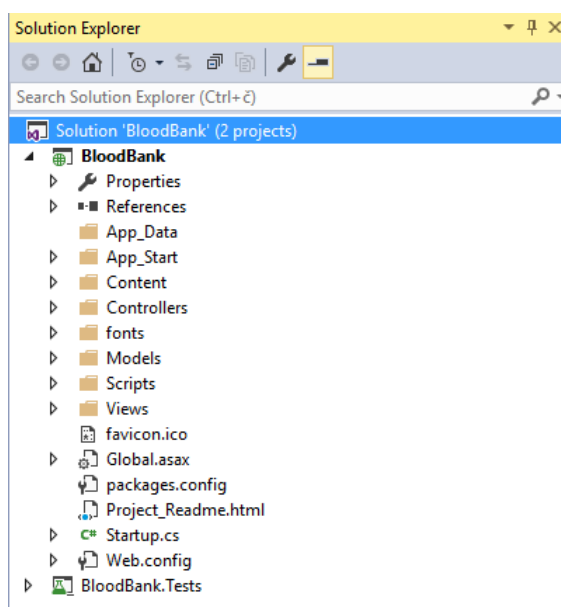 Solution Explorer
Search Solution Explorer (Ctrl+č)
Solution 'BloodBank' (2 projects)
BloodBank
Properties
References
App_Data
App_Start
Content
Controllers
fonts
Models
Scripts
Views
favicon.ico
Global.asax
packages.config
Project_Readme.html
C# Startup.cs
Web.config
BloodBank.Tests